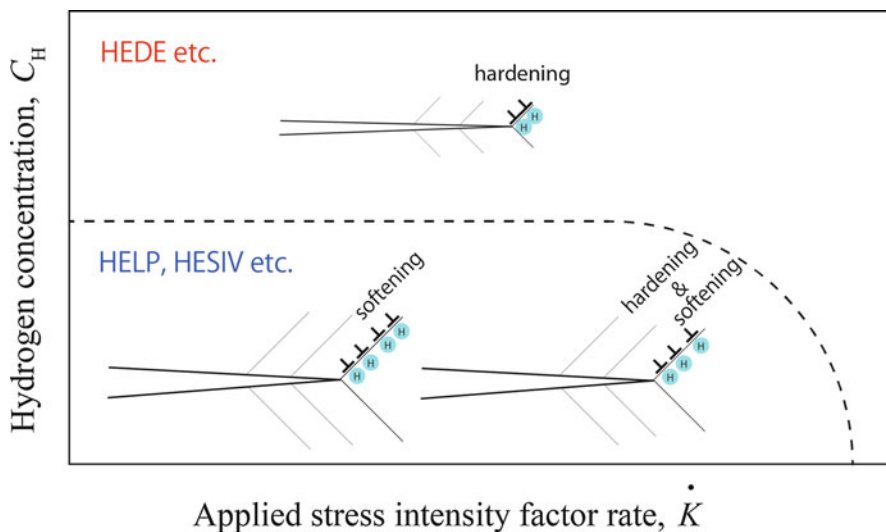 HEDE etc.
hardening
H
H
Hydrogen concentration, C_H
HELP, HESIV etc.
softening
H
H
H
H
hardening
&
softening
H
H
H
Applied stress intensity factor rate, K̇